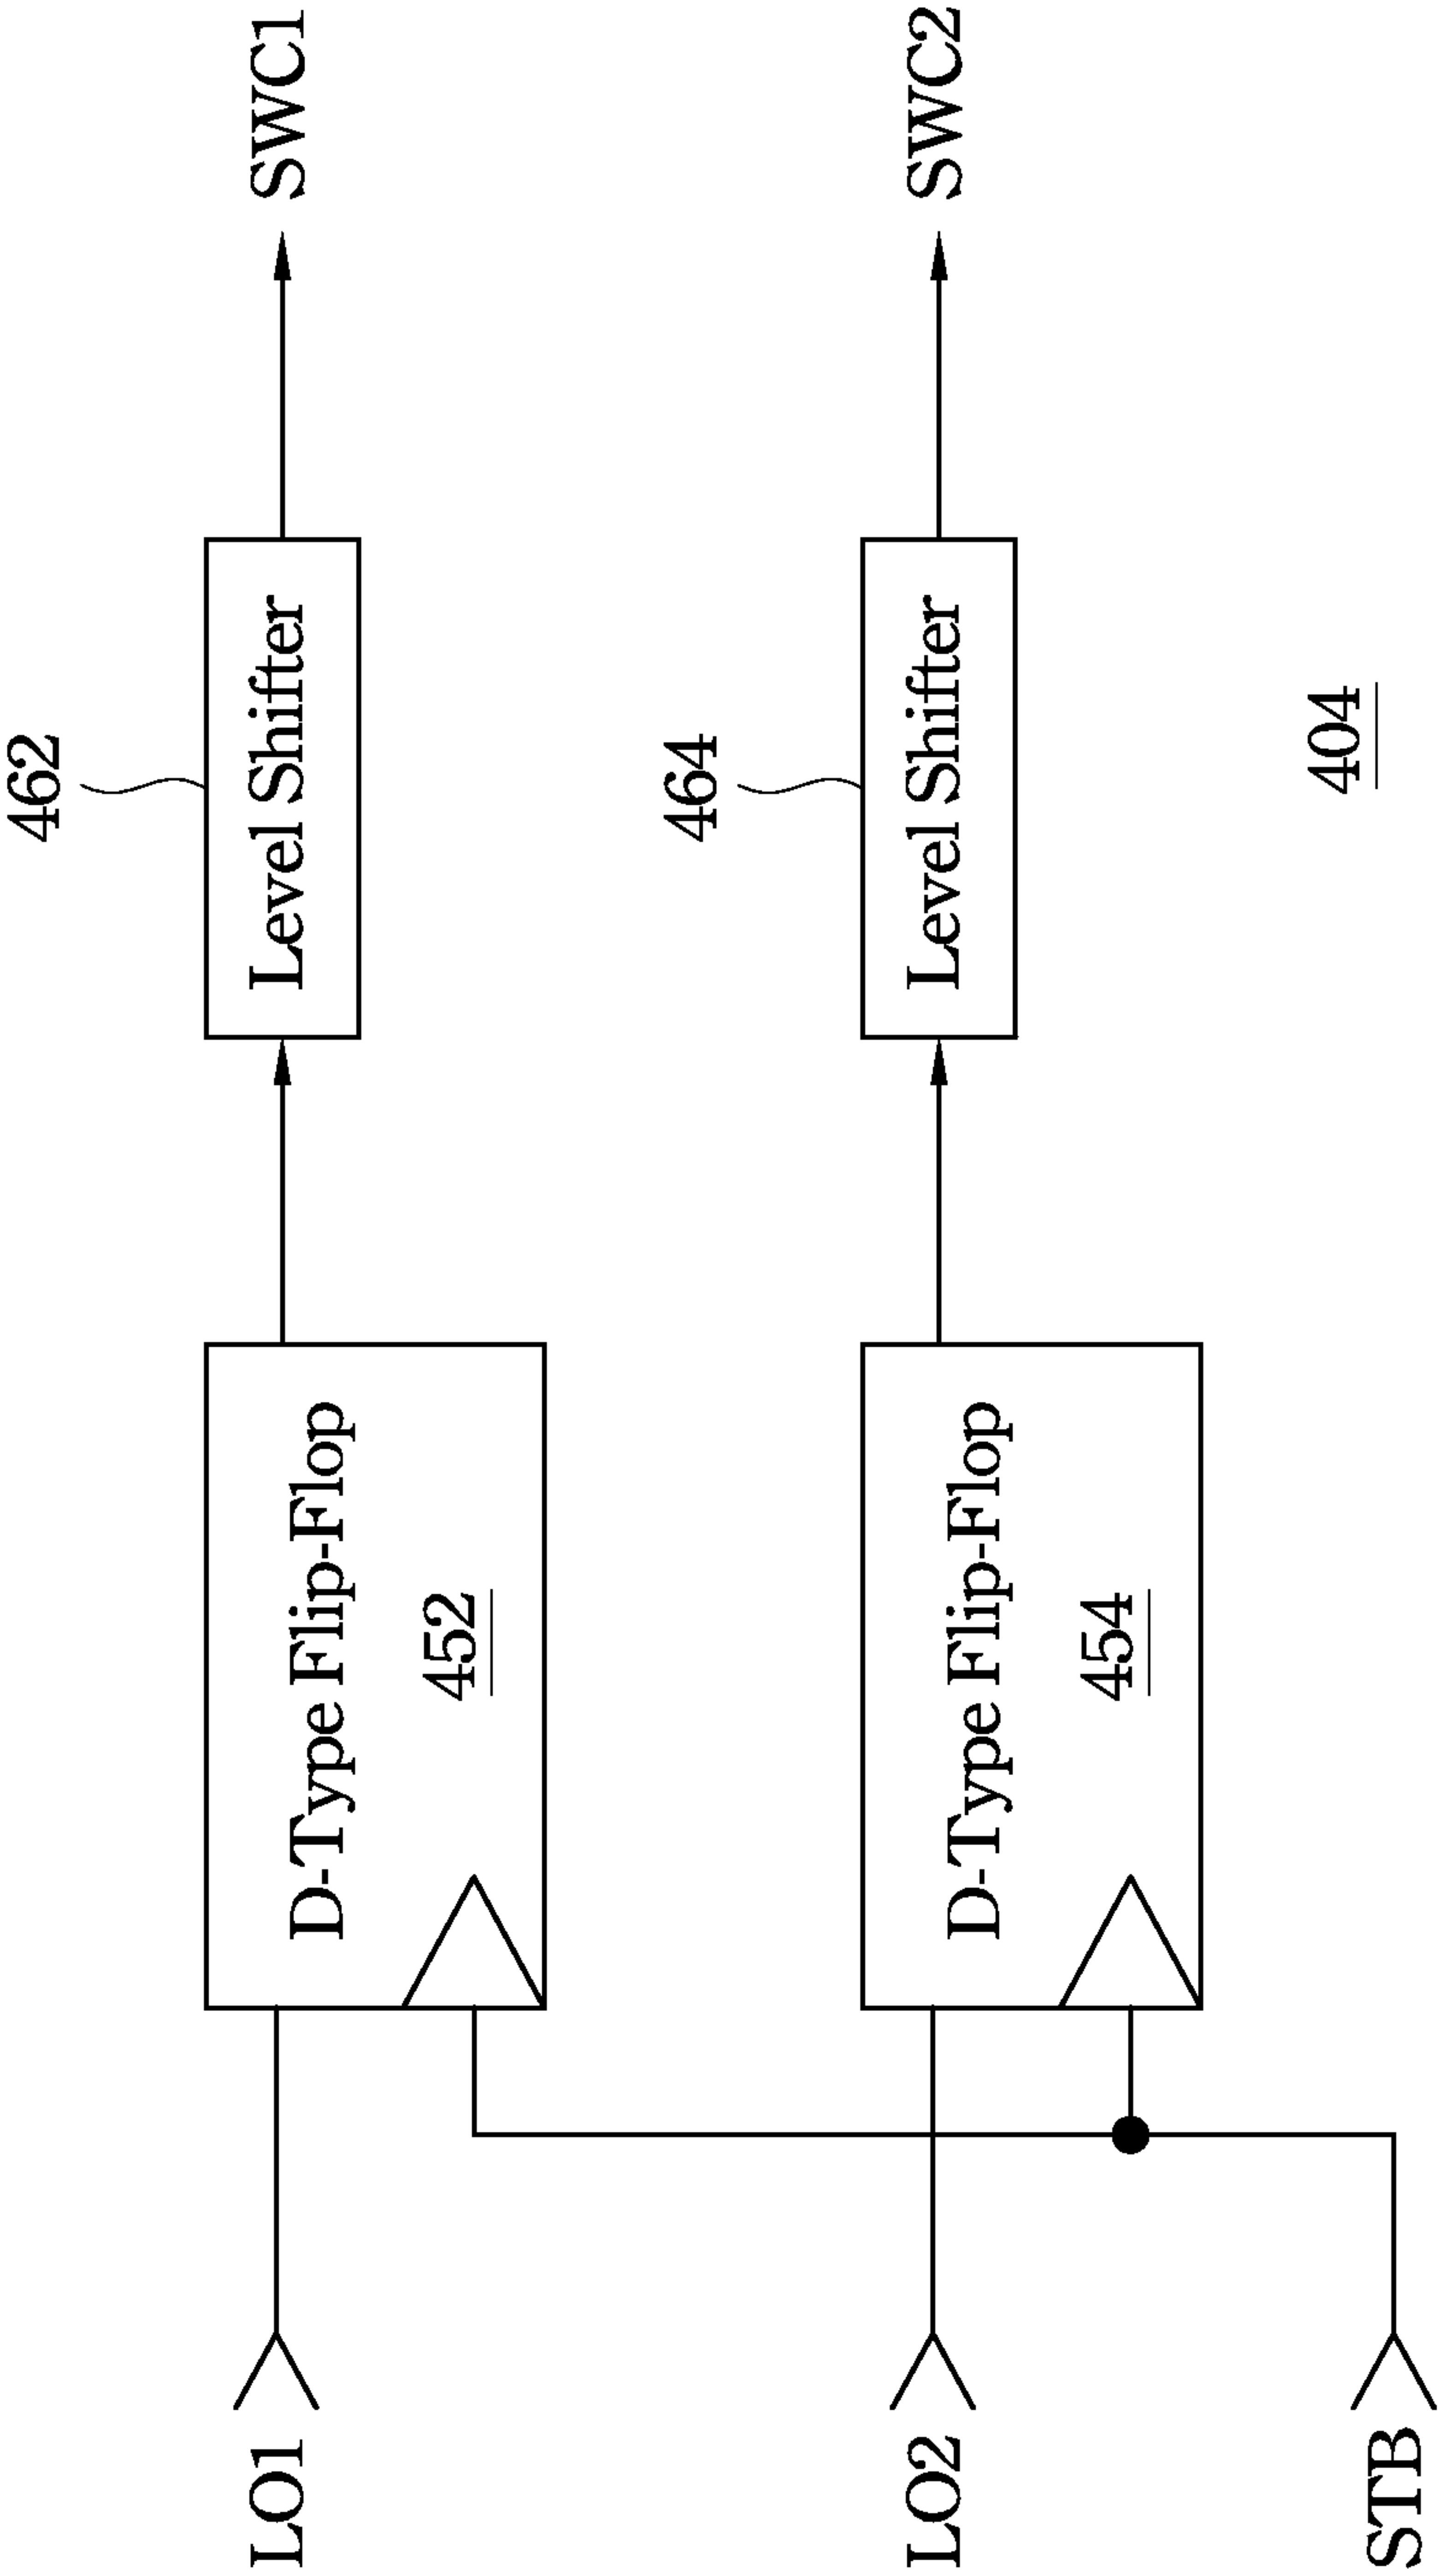 462
LO1
D-Type Flip-Flop
452
Level Shifter
SWC1
464
LO2
D-Type Flip-Flop
454
Level Shifter
SWC2
STB
404